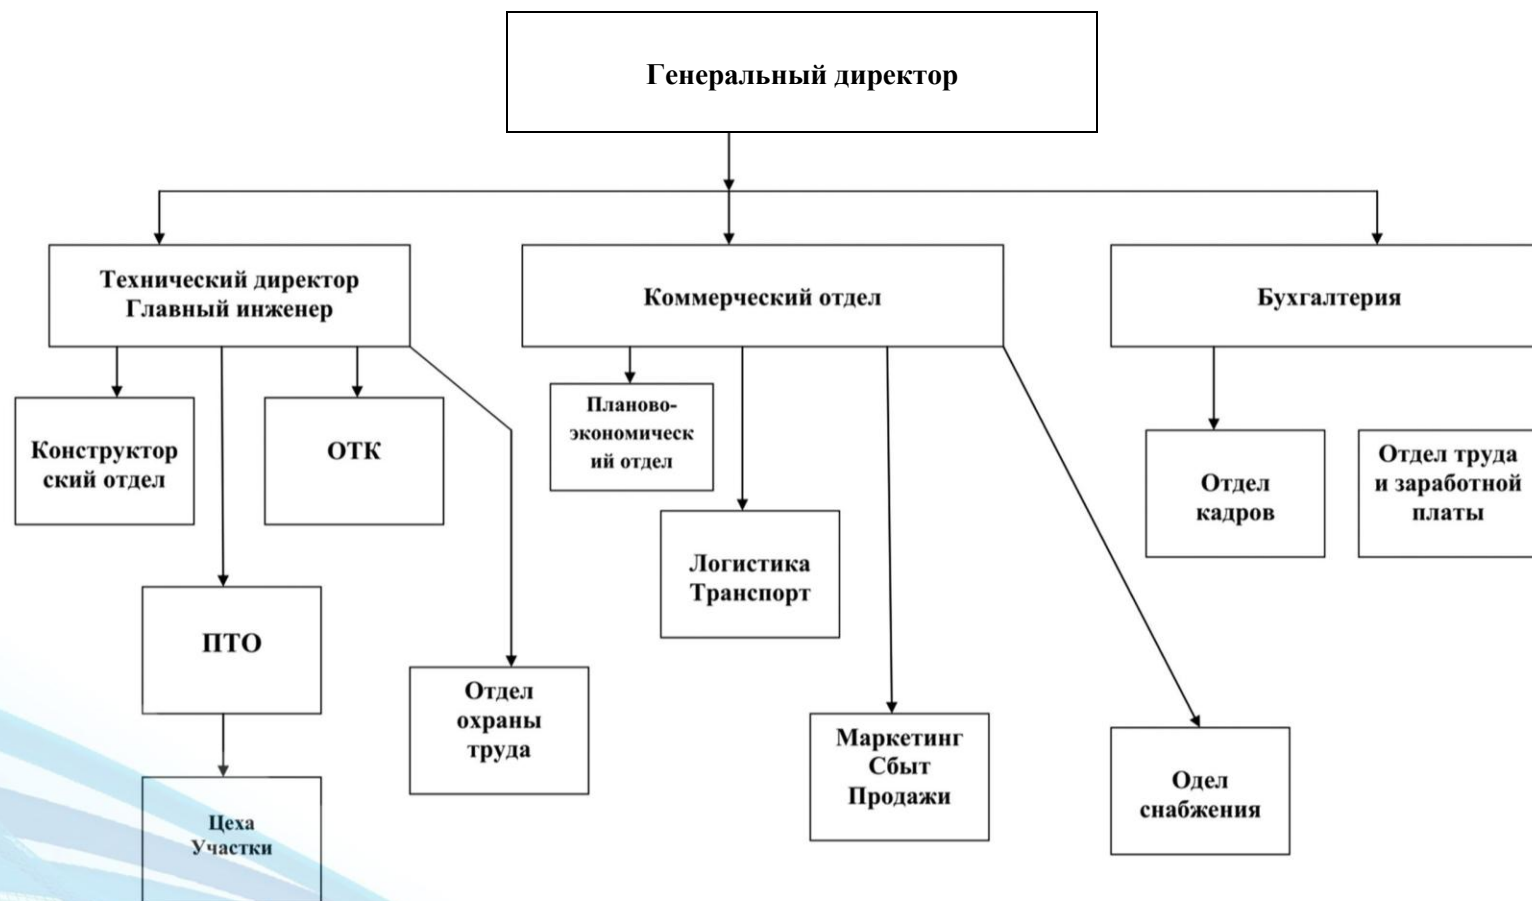 Генеральный директор
Технический директор
Главный инженер
Коммерческий отдел
Бухгалтерия
Конструктор
ский отдел
ОТК
Планово-
экономическ
ий отдел
Отдел
кадров
Отдел труда
и заработной
платы
Логистика
Транспорт
ПТО
Отдел
охраны
труда
Маркетинг
Сбыт
Продажи
Одел
снабжения
Цеха
Участки